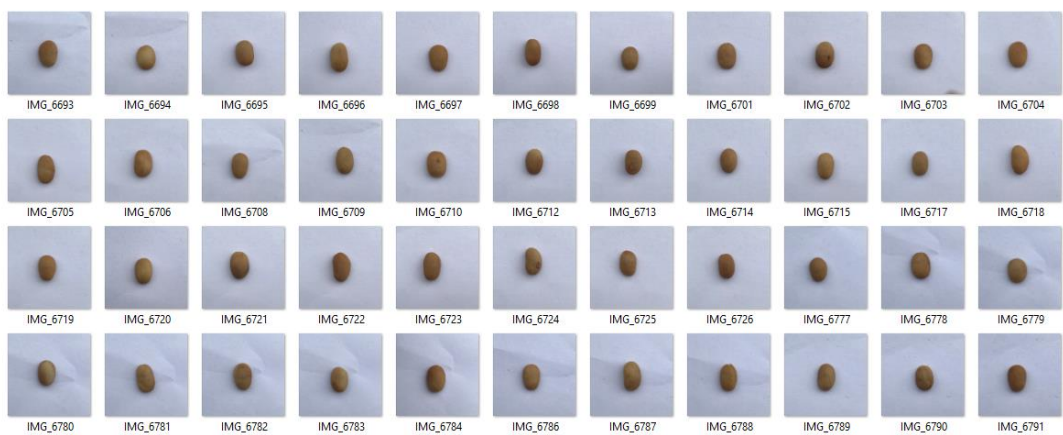 IMG_6693 IMG_6694 IMG_6695 IMG_6696 IMG_6697 IMG_6698 IMG_6699 IMG_6701 IMG_6702 IMG_6703 IMG_6704
IMG_6705 IMG_6706 IMG_6708 IMG_6709 IMG_6710 IMG_6712 IMG_6713 IMG_6714 IMG_6715 IMG_6717 IMG_6718
IMG_6719 IMG_6720 IMG_6721 IMG_6722 IMG_6723 IMG_6724 IMG_6725 IMG_6726 IMG_6777 IMG_6778 IMG_6779
IMG_6780 IMG_6781 IMG_6782 IMG_6783 IMG_6784 IMG_6786 IMG_6787 IMG_6788 IMG_6789 IMG_6790 IMG_6791